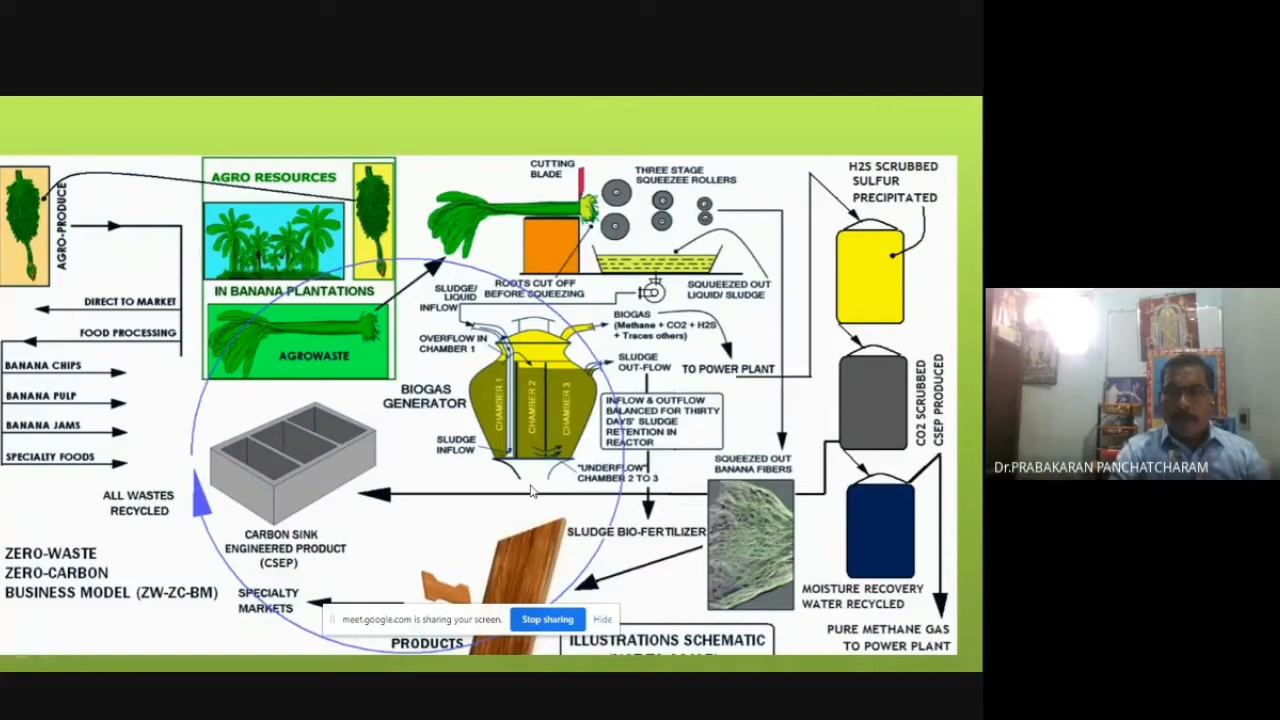 AGRO-PRODUCE
DIRECT TO MARKET
FOOD PROCESSING
BANANA CHIPS
BANANA PULP
BANANA JAMS
SPECIALTY FOODS
ALL WASTES
RECYCLED
ZERO-WASTE
ZERO-CARBON
BUSINESS MODEL (ZW-ZC-BM)
AGRO RESOURCES
IN BANANA PLANTATIONS
AGROWASTE
CARBON SINK
ENGINEERED PRODUCT
(CSEP)
SPECIALTY
MARKETS
CUTTING
BLADE
THREE STAGE
SQUEEZEE ROLLERS
ROOTS CUT OFF
BEFORE SQUEEZING
SQUUEEZED OUT
LIQUID/ SLUDGE
SLUDGE/
LIQUID
INFLOW
OVERFLOW IN
CHAMBER 1
BIOGAS
GENERATOR
SLUDGE
INFLOW
CHAMBER 1
CHAMBER 2
CHAMBER 3
BIOGAS
(Methane + CO2 + H2S
+ Traces others)
SLUDGE
OUT-FLOW
TO POWER PLANT
INFLOW & OUTFLOW
BALANCED FOR THIRTY
DAYS' SLUDGE
RETENTION IN
REACTOR
"UNDERFLOW"
CHAMBER 2 TO 3
SQUEEZED OUT
BANANA FIBERS
SLUDGE BIO-FERTILIZER
PRODUCTS
ILLUSTRATIONS SCHEMATIC
H2S SCRUBBED
SULFUR
PRECIPITATED
CO2 SCRUBBED
CSEP PRODUCED
MOISTURE RECOVERY
WATER RECYCLED
PURE METHANE GAS
TO POWER PLANT
meet.google.com is sharing your screen.
Stop sharing
Hide
Dr.PRABAKARAN PANCHATCHARAM